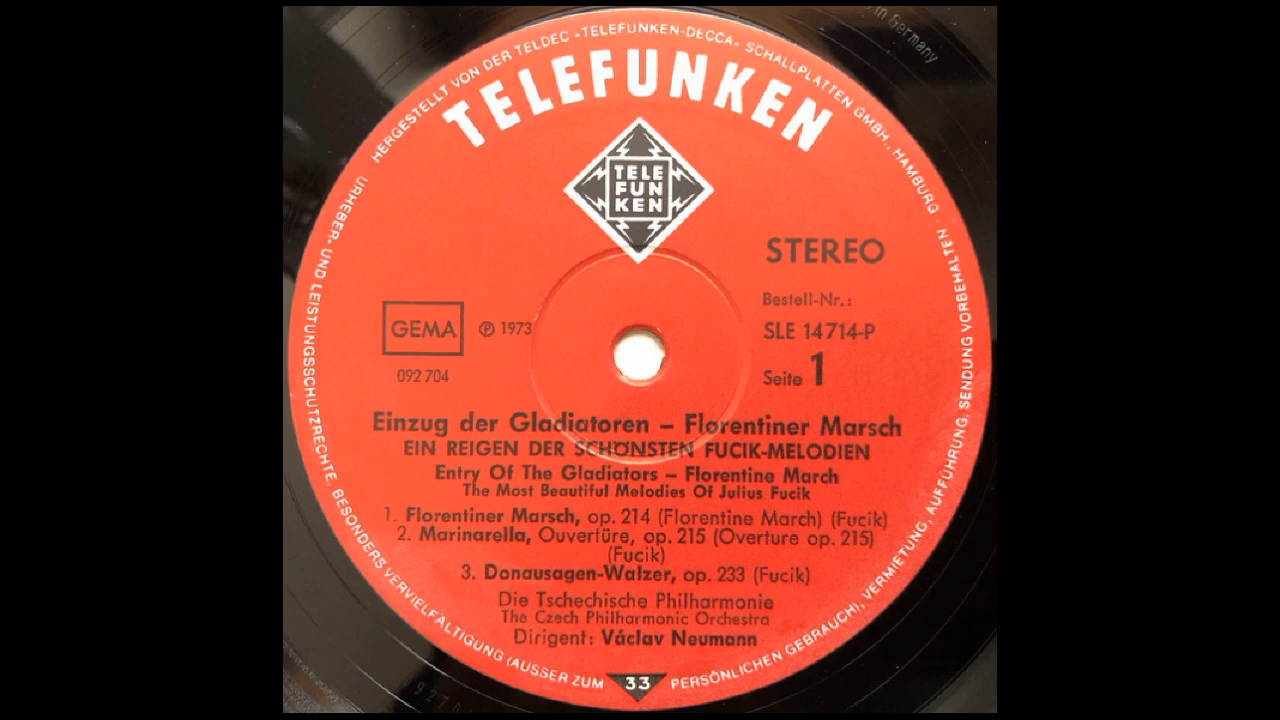 in Germany
HERGESTELLT VON DER TELDEC »TELEFUNKEN-DECCA« SCHALLPLATTEN GMBH., HAMBURG · URHEBER- UND LEISTUNGSSCHUTZRECHTE, BESONDERS VERVIELFÄLTIGUNG (AUSSER ZUM PERSÖNLICHEN GEBRAUCH), VERMIETUNG, AUFFÜHRUNG, SENDUNG VORBEHALTEN
TELEFUNKEN
TELE
FUN
KEN
STEREO
Bestell-Nr.:
GEMA ℗ 1973 SLE 14714-P
092 704 Seite 1
Einzug der Gladiatoren – Florentiner Marsch
EIN REIGEN DER SCHÖNSTEN FUCIK-MELODIEN
Entry Of The Gladiators – Florentine March
The Most Beautiful Melodies Of Julius Fucik
1. Florentiner Marsch, op. 214 (Florentine March) (Fucik)
2. Marinarella, Ouvertüre, op. 215 (Overture op. 215)
(Fucik)
3. Donausagen-Walzer, op. 233 (Fucik)
Die Tschechische Philharmonie
The Czech Philharmonic Orchestra
Dirigent: Václav Neumann
33